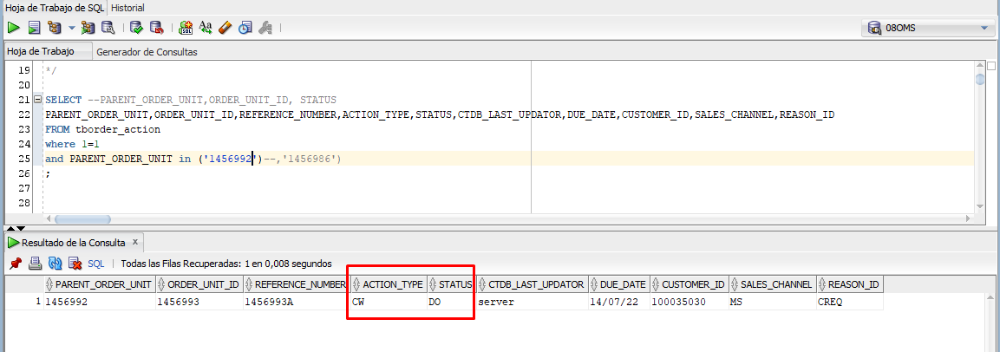 Hoja de Trabajo de SQL Historial
08OMS
Hoja de Trabajo Generador de Consultas
19 */
20
21 SELECT --PARENT_ORDER_UNIT,ORDER_UNIT_ID, STATUS
22 PARENT_ORDER_UNIT,ORDER_UNIT_ID,REFERENCE_NUMBER,ACTION_TYPE,STATUS,CTDB_LAST_UPDATOR,DUE_DATE,CUSTOMER_ID,SALES_CHANNEL,REASON_ID
23 FROM tborder_action
24 where 1=1
25 and PARENT_ORDER_UNIT in ('1456992')--,'1456986')
26 ;
27
28
Resultado de la Consulta x
SQL | Todas las Filas Recuperadas: 1 en 0,008 segundos
PARENT_ORDER_UNIT ORDER_UNIT_ID REFERENCE_NUMBER ACTION_TYPE STATUS CTDB_LAST_UPDATOR DUE_DATE CUSTOMER_ID SALES_CHANNEL REASON_ID
1 1456992 1456993 1456993A CW DO server 14/07/22 100035030 MS CREQ